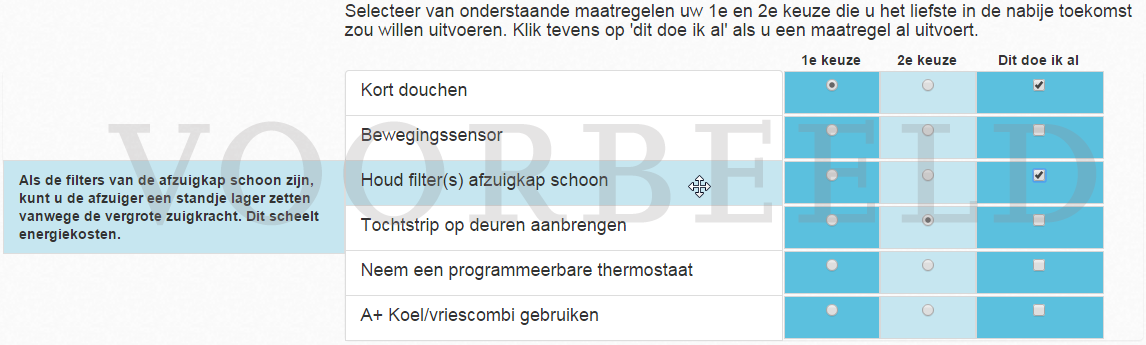 Selecteer van onderstaande maatregelen uw 1e en 2e keuze die u het liefste in de nabije toekomst
zou willen uitvoeren. Klik tevens op 'dit doe ik al' als u een maatregel al uitvoert.
1e keuze 2e keuze Dit doe ik al
Kort douchen
Bewegingssensor
VOORBEELD
Als de filters van de afzuigkap schoon zijn,
kunt u de afzuiger een standje lager zetten
vanwege de vergrote zuigkracht. Dit scheelt
energiekosten.
Houd filter(s) afzuigkap schoon
Tochtstrip op deuren aanbrengen
Neem een programmeerbare thermostaat
A+ Koel/vriescombi gebruiken